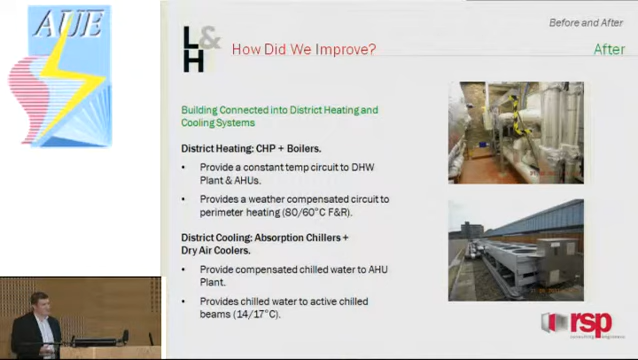 AUE
Before and After
L&
H
How Did We Improve?
After
Building Connected into District Heating and
Cooling Systems
District Heating: CHP + Boilers.
• Provide a constant temp circuit to DHW
Plant & AHUs.
• Provides a weather compensated circuit to
perimeter heating (80/60°C F&R).
District Cooling: Absorption Chillers +
Dry Air Coolers.
• Provide compensated chilled water to AHU
Plant.
• Provides chilled water to active chilled
beams (14/17°C).
rsp
consulting engineers